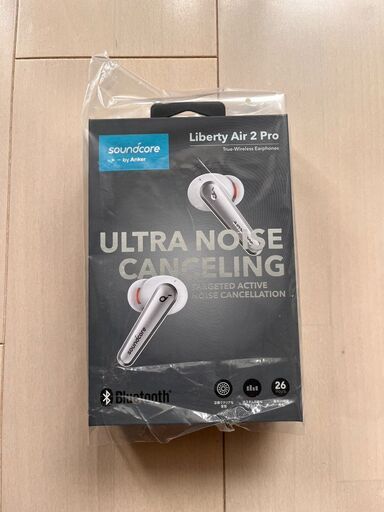 Liberty Air 2 Pro
True-Wireless Earphones
soundcore
by Anker
ULTRA NOISE
CANCELING
TARGETED ACTIVE
NOISE CANCELLATION
soundcore
Bluetooth®
26